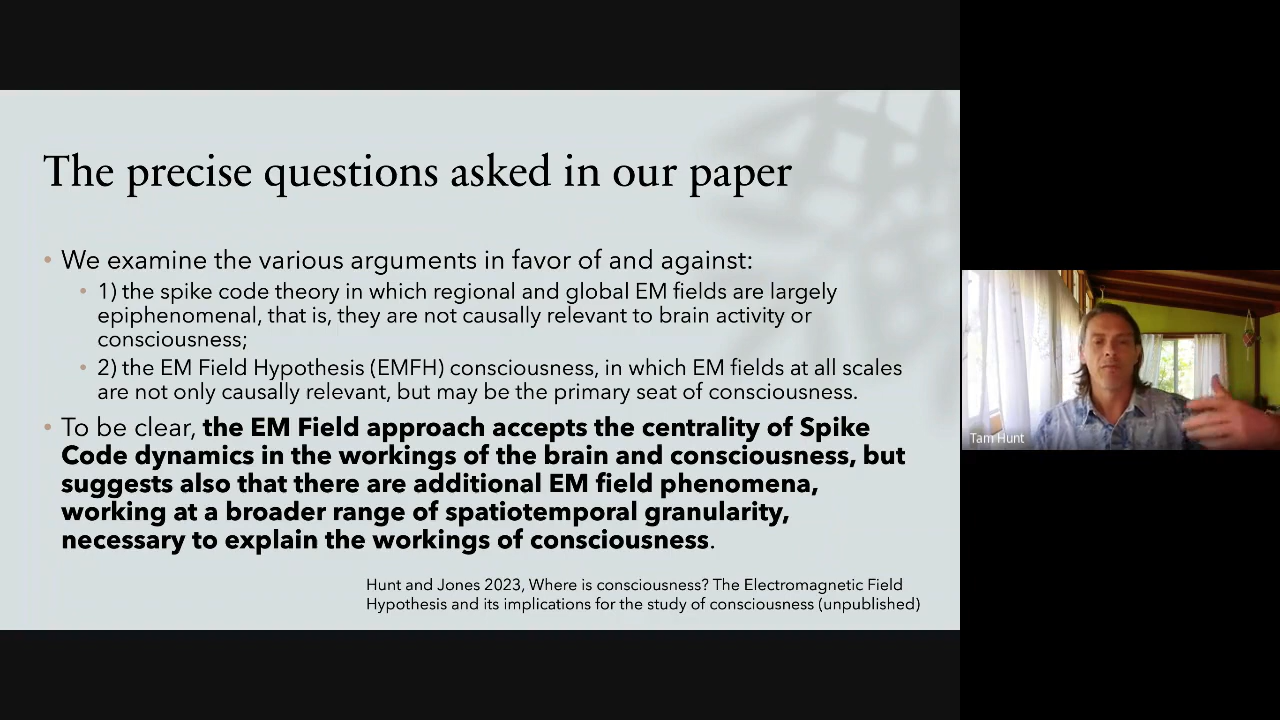 The precise questions asked in our paper
• We examine the various arguments in favor of and against:
• 1) the spike code theory in which regional and global EM fields are largely
epiphenomenal, that is, they are not causally relevant to brain activity or
consciousness;
• 2) the EM Field Hypothesis (EMFH) consciousness, in which EM fields at all scales
are not only causally relevant, but may be the primary seat of consciousness.
• To be clear, the EM Field approach accepts the centrality of Spike
Code dynamics in the workings of the brain and consciousness, but
suggests also that there are additional EM field phenomena,
working at a broader range of spatiotemporal granularity,
necessary to explain the workings of consciousness.
Hunt and Jones 2023, Where is consciousness? The Electromagnetic Field
Hypothesis and its implications for the study of consciousness (unpublished)
Tam Hunt